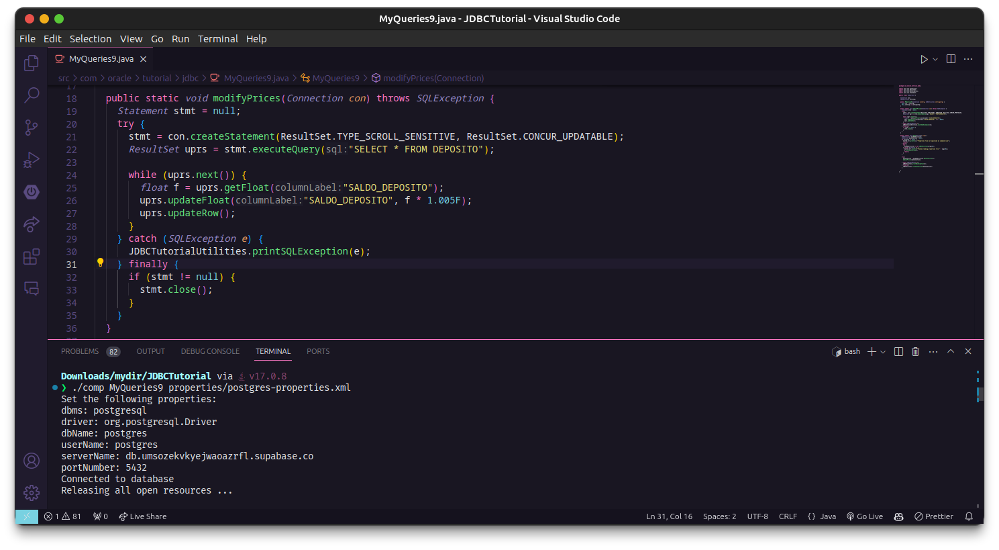 MyQueries9.java - JDBCTutorial - Visual Studio Code
File Edit Selection View Go Run Terminal Help
MyQueries9.java
src > com > oracle > tutorial > jdbc > MyQueries9.java > MyQueries9 > modifyPrices(Connection)
17
18 public static void modifyPrices(Connection con) throws SQLException {
19 Statement stmt = null;
20 try {
21 stmt = con.createStatement(ResultSet.TYPE_SCROLL_SENSITIVE, ResultSet.CONCUR_UPDATABLE);
22 ResultSet uprs = stmt.executeQuery(sql:"SELECT * FROM DEPOSITO");
23
24 while (uprs.next()) {
25 float f = uprs.getFloat(columnLabel:"SALDO_DEPOSITO");
26 uprs.updateFloat(columnLabel:"SALDO_DEPOSITO", f * 1.005F);
27 uprs.updateRow();
28 }
29 } catch (SQLException e) {
30 JDBCTutorialUtilities.printSQLException(e);
31 } finally {
32 if (stmt != null) {
33 stmt.close();
34 }
35 }
36 }
PROBLEMS 82 OUTPUT DEBUG CONSOLE TERMINAL PORTS bash
Downloads/mydir/JDBCTutorial via v17.0.8
❯ ./comp MyQueries9 properties/postgres-properties.xml
Set the following properties:
dbms: postgresql
driver: org.postgresql.Driver
dbName: postgres
userName: postgres
serverName: db.umsozekvkyejwaoazrfl.supabase.co
portNumber: 5432
Connected to database
Releasing all open resources ...
1 81 0 Live Share Ln 31, Col 16 Spaces: 2 UTF-8 CRLF {} Java Go Live Prettier